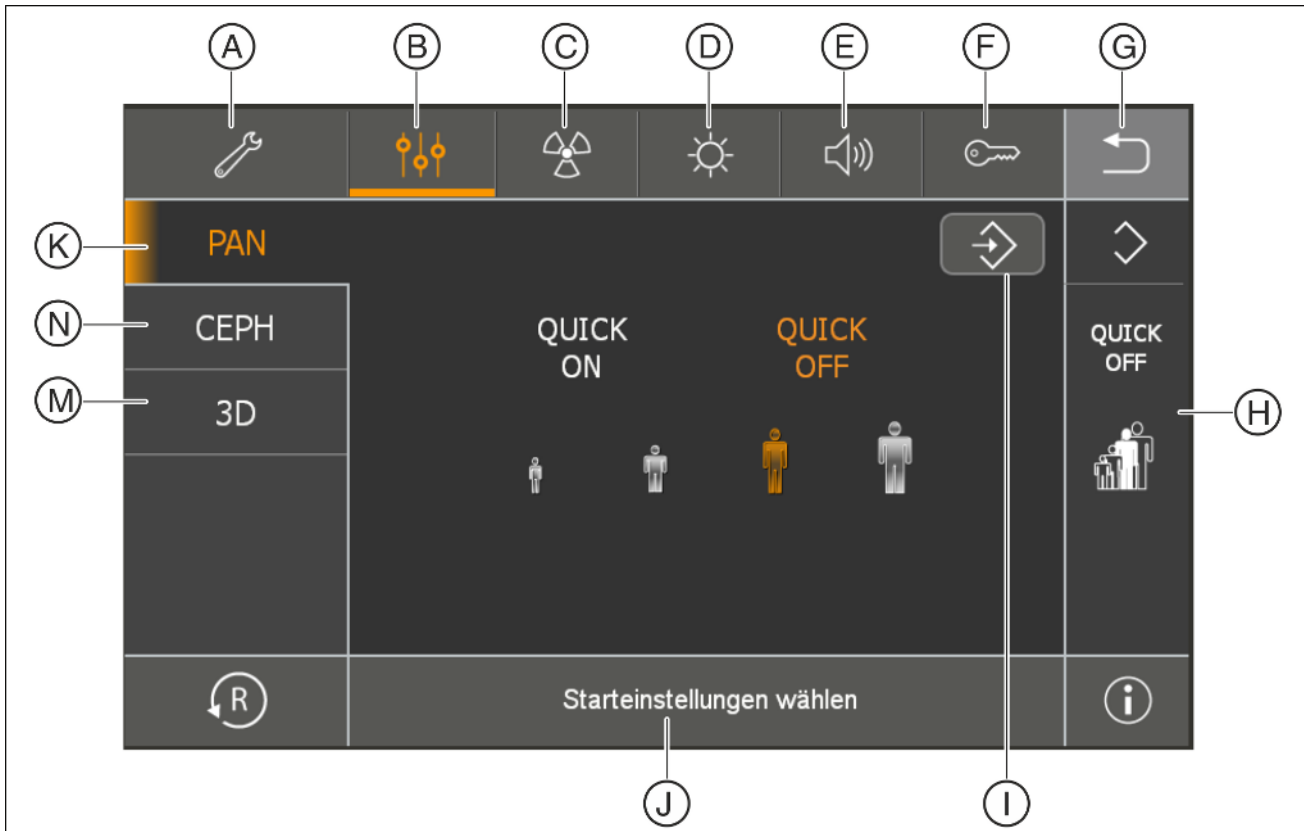 A B C D E F G
K PAN
N CEPH
M 3D
QUICK
ON
QUICK
OFF
QUICK
OFF
H
R
Starteinstellungen wählen
i
J
I